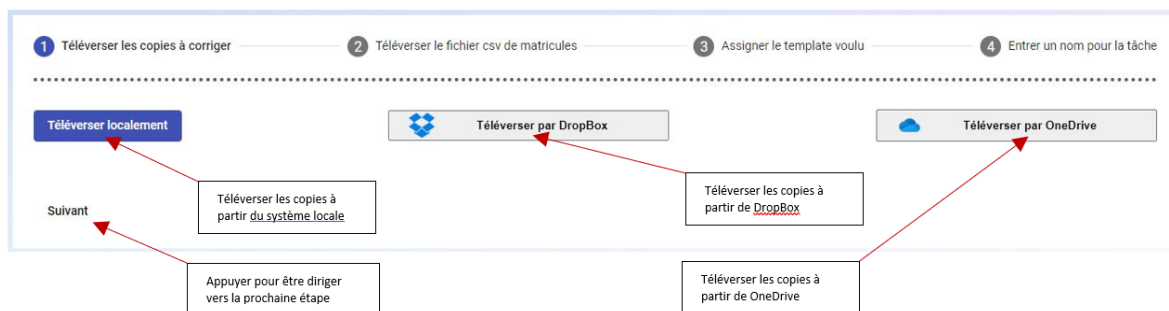 1 Téléverser les copies à corriger
2 Téléverser le fichier csv de matricules
3 Assigner le template voulu
4 Entrer un nom pour la tâche
Téléverser localement
Téléverser par DropBox
Téléverser par OneDrive
Téléverser les copies à
partir du système locale
Téléverser les copies à
partir de DropBox
Suivant
Appuyer pour être diriger
vers la prochaine étape
Téléverser les copies à
partir de OneDrive